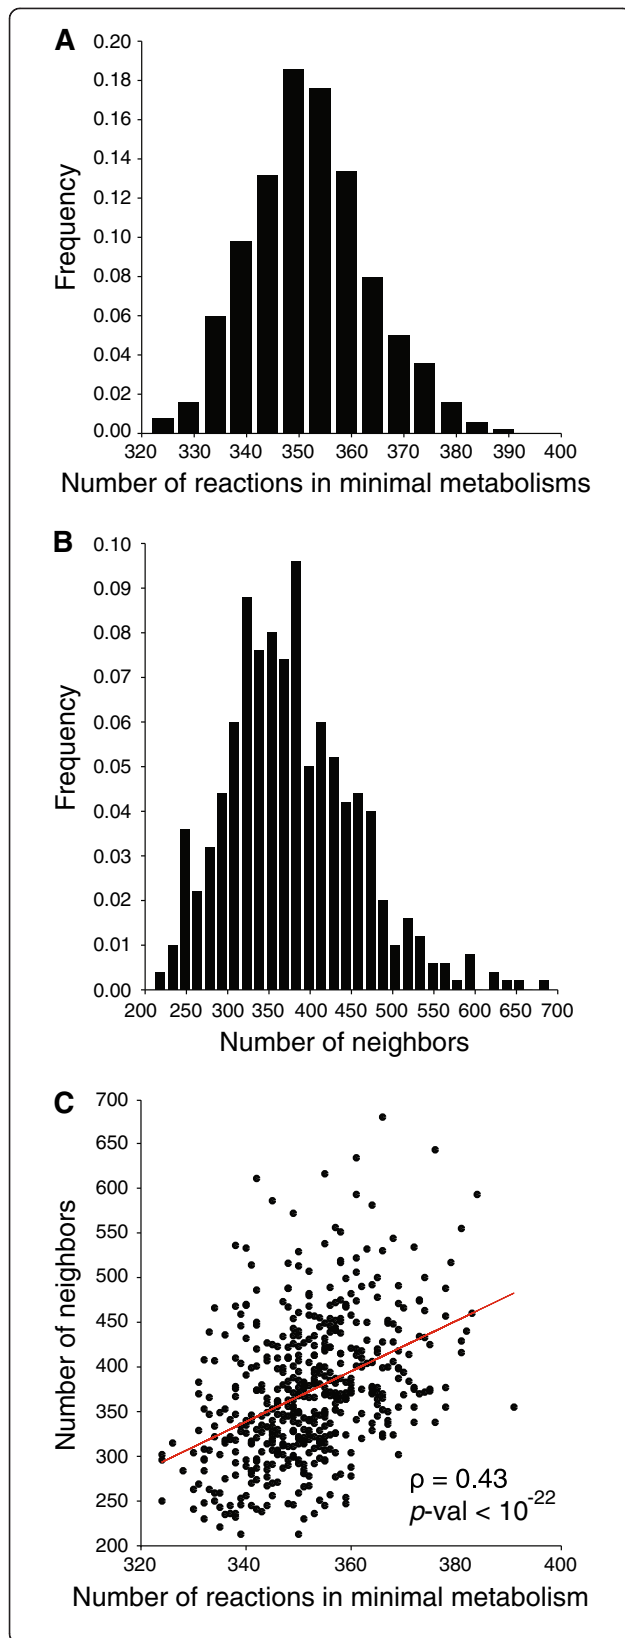 A
0.20
0.18
0.16
0.14
0.12
0.10
0.08
0.06
0.04
0.02
0.00
Frequency
320 330 340 350 360 370 380 390 400
Number of reactions in minimal metabolisms
B
0.10
0.09
0.08
0.07
0.06
0.05
0.04
0.03
0.02
0.01
0.00
Frequency
200 250 300 350 400 450 500 600 650 700
Number of neighbors
C
700
650
600
550
500
450
400
350
300
250
200
Number of neighbors
ρ = 0.43
p-val < 10⁻²²
320 340 360 380 400
Number of reactions in minimal metabolism